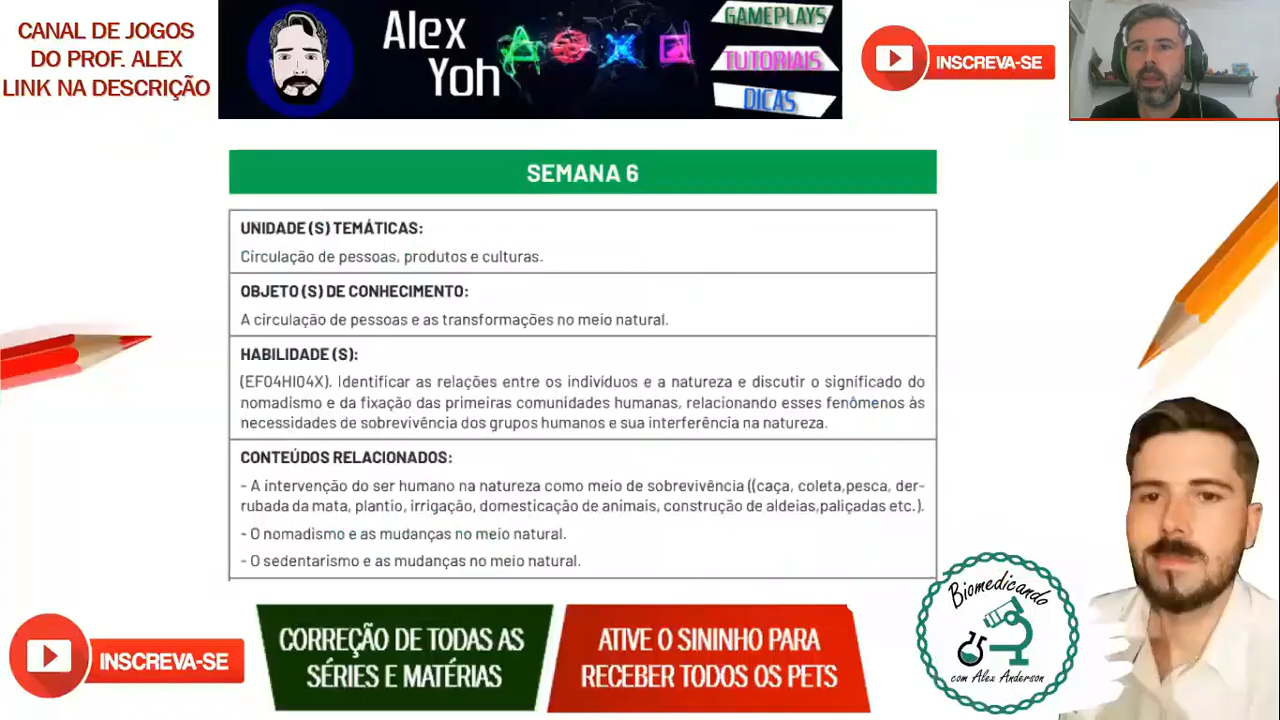 CANAL DE JOGOS
DO PROF. ALEX
LINK NA DESCRIÇÃO
Alex
Yoh
GAMEPLAYS
TUTORIAIS
DICAS
INSCREVA-SE
SEMANA 6
UNIDADE (S) TEMÁTICAS:
Circulação de pessoas, produtos e culturas.
OBJETO (S) DE CONHECIMENTO:
A circulação de pessoas e as transformações no meio natural.
HABILIDADE (S):
(EF04HI04X). Identificar as relações entre os indivíduos e a natureza e discutir o significado do
nomadismo e da fixação das primeiras comunidades humanas, relacionando esses fenômenos às
necessidades de sobrevivência dos grupos humanos e sua interferência na natureza.
CONTEÚDOS RELACIONADOS:
- A intervenção do ser humano na natureza como meio de sobrevivência ((caça, coleta,pesca, der-
rubada da mata, plantio, irrigação, domesticação de animais, construção de aldeias,paliçadas etc.).
- O nomadismo e as mudanças no meio natural.
- O sedentarismo e as mudanças no meio natural.
INSCREVA-SE
CORREÇÃO DE TODAS AS
SÉRIES E MATÉRIAS
ATIVE O SININHO PARA
RECEBER TODOS OS PETS
Biomedicando
com Alex Anderson